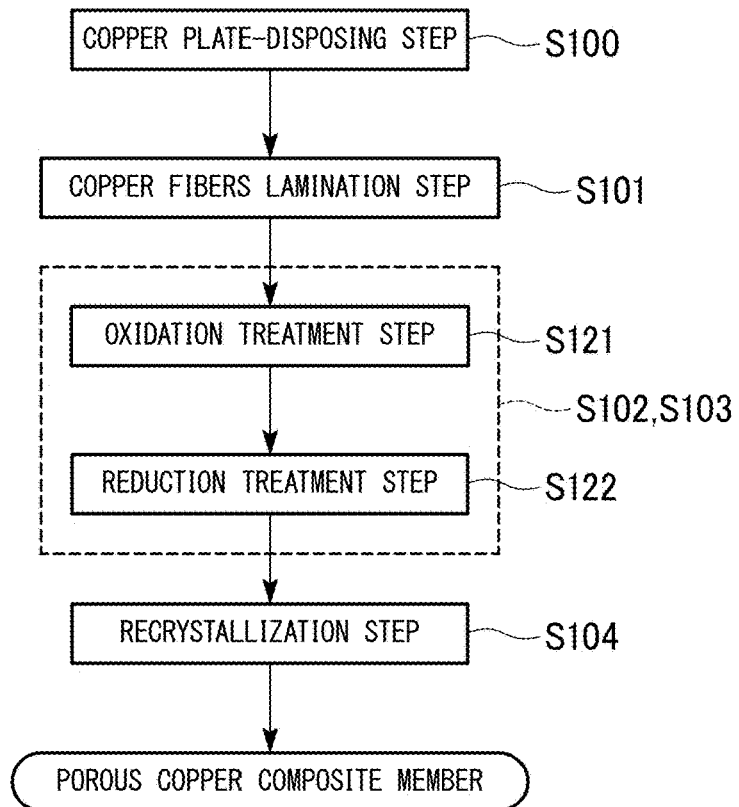 COPPER PLATE-DISPOSING STEP S100
COPPER FIBERS LAMINATION STEP S101
OXIDATION TREATMENT STEP S121
S102,S103
REDUCTION TREATMENT STEP S122
RECRYSTALLIZATION STEP S104
POROUS COPPER COMPOSITE MEMBER